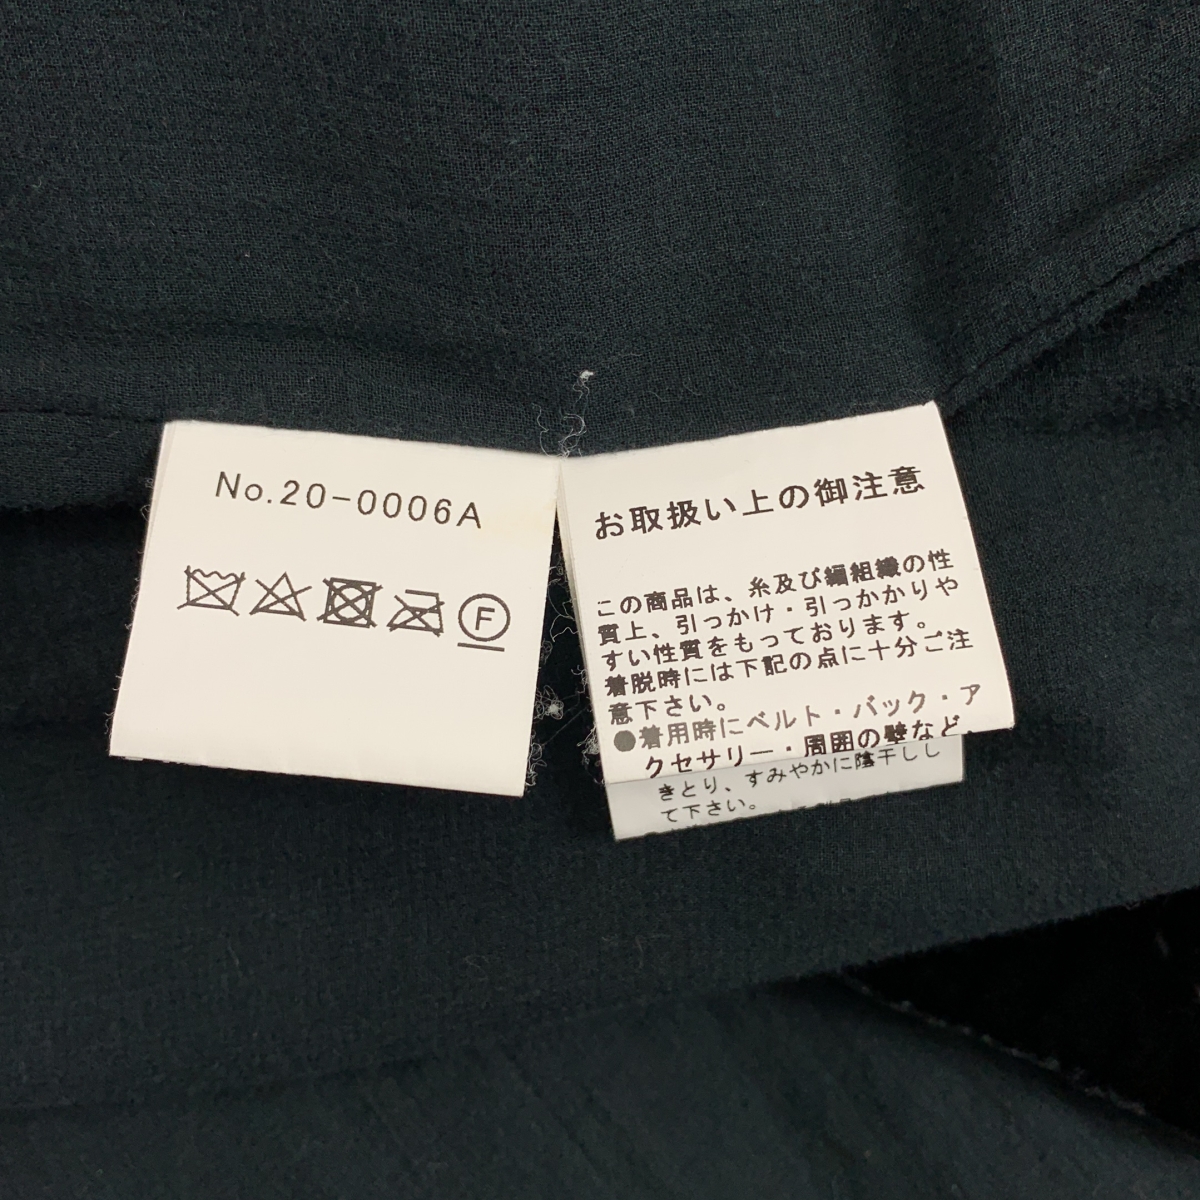 No.20-0006A
F
お取扱い上の御注意
この商品は、糸及び編組織の性
質上、引っかけ・引っかかりや
すい性質をもっております。
着脱時には下記の点に十分ご注
意下さい。
●着用時にベルト・バック・ア
クセサリー・周囲の壁など、
きとり、すみやかに陰干しし
て下さい。